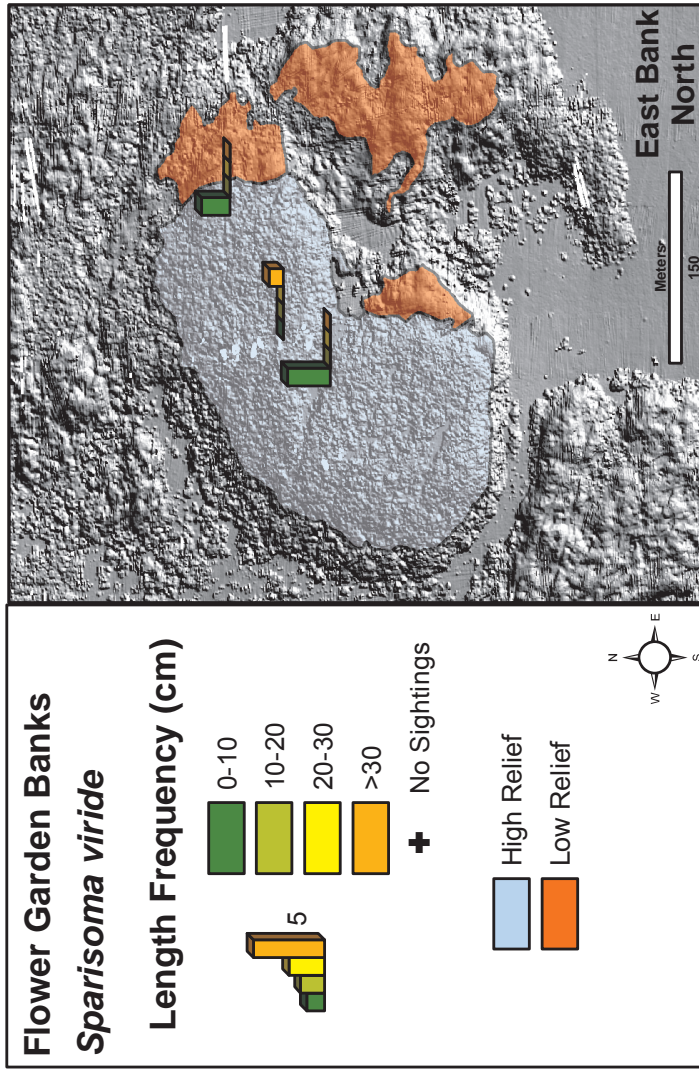 Flower Garden Banks
Sparisoma viride
Length Frequency (cm)
5
0-10
10-20
20-30
>30
No Sightings
High Relief
Low Relief
N
W
E
S
East Bank
North
Meters
150